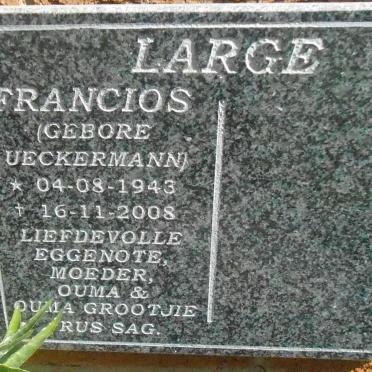 LARGE
FRANCIOS
(GEBORE
UECKERMANN)
★ 04-08-1943
† 16-11-2008
LIEFDEVOLLE
EGGENOTE,
MOEDER,
OUMA &
OUMA GROOTJIE
RUS SAG.